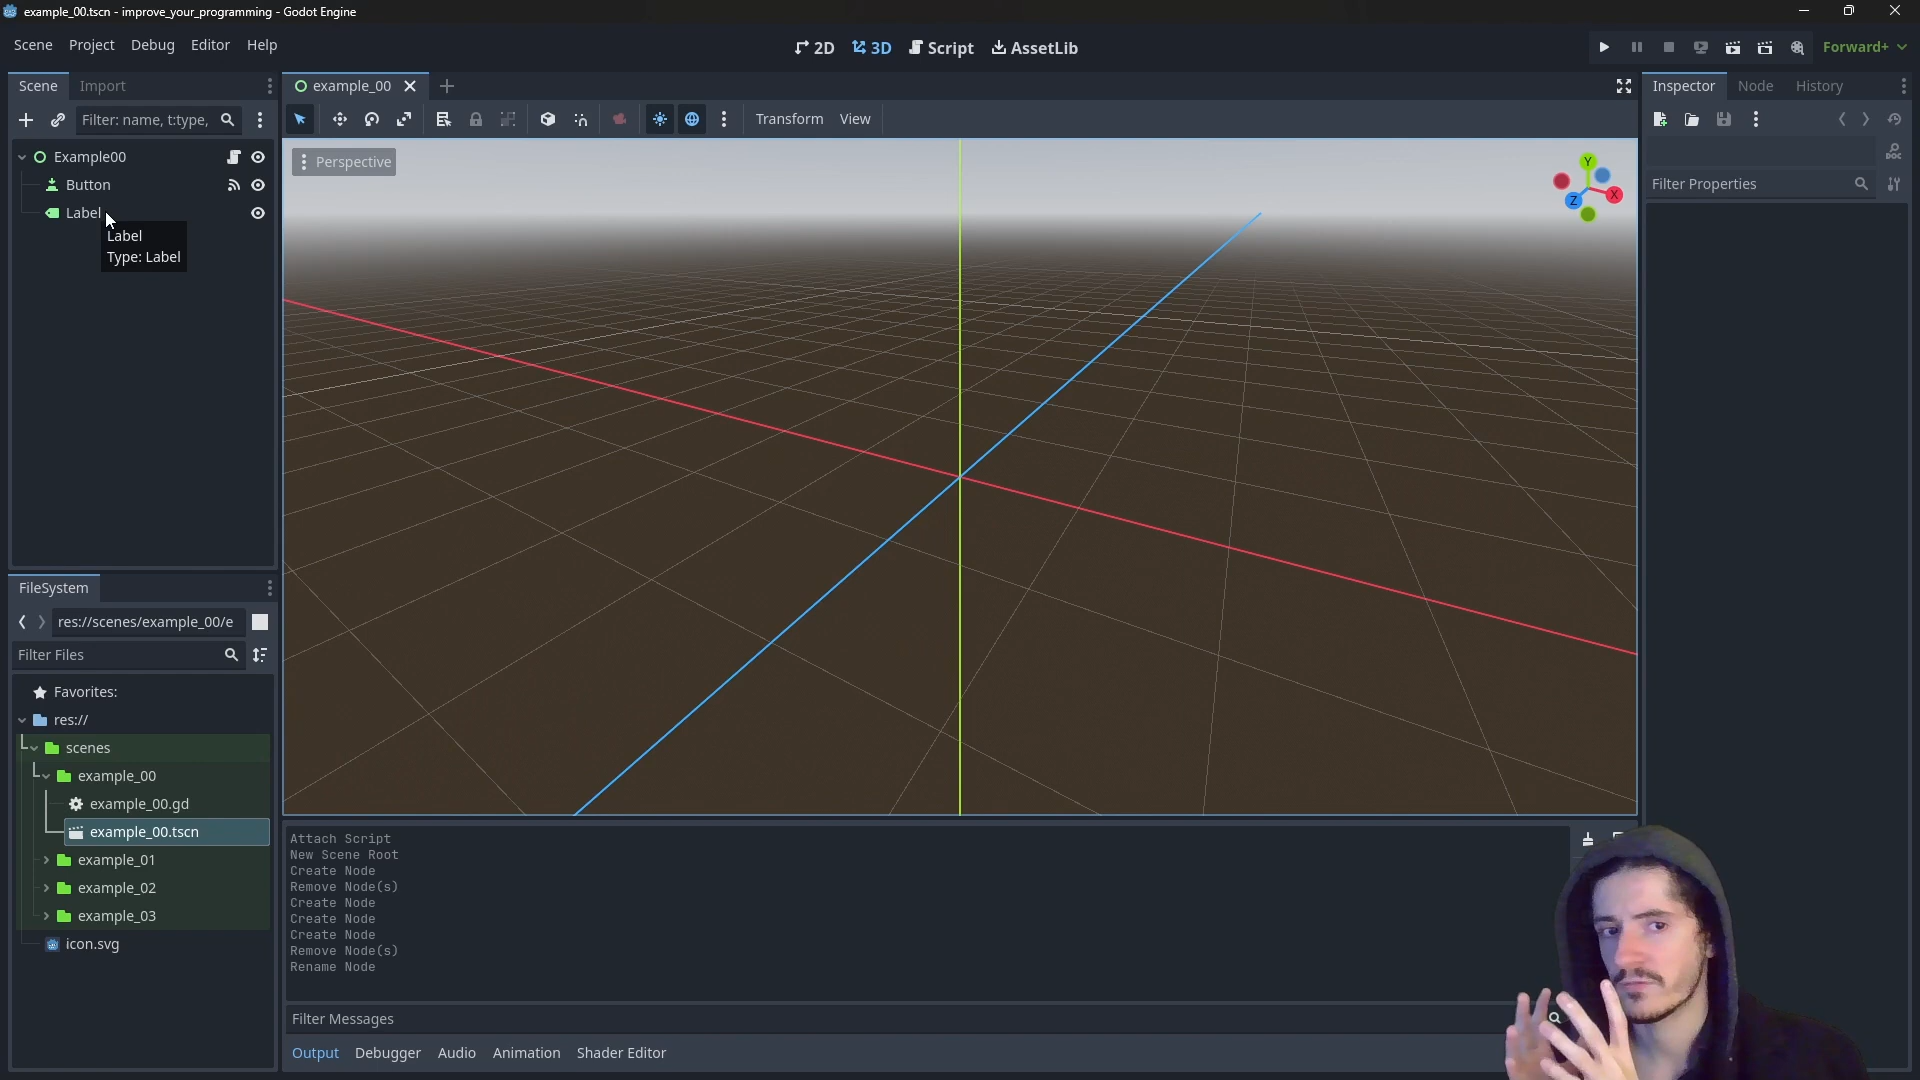 example_00.tscn - improve_your_programming - Godot Engine
Scene Project Debug Editor Help
2D 3D Script AssetLib
Forward+
Scene Import
example_00
Inspector Node History
Filter: name, t:type,
Transform View
Example00
Button
Label
Label
Type: Label
Perspective
Y
X
Z
DOC
Filter Properties
FileSystem
res://scenes/example_00/e
Filter Files
Favorites:
res://
scenes
example_00
example_00.gd
example_00.tscn
example_01
example_02
example_03
icon.svg
Attach Script
New Scene Root
Create Node
Remove Node(s)
Create Node
Create Node
Create Node
Remove Node(s)
Rename Node
Filter Messages
Output Debugger Audio Animation Shader Editor